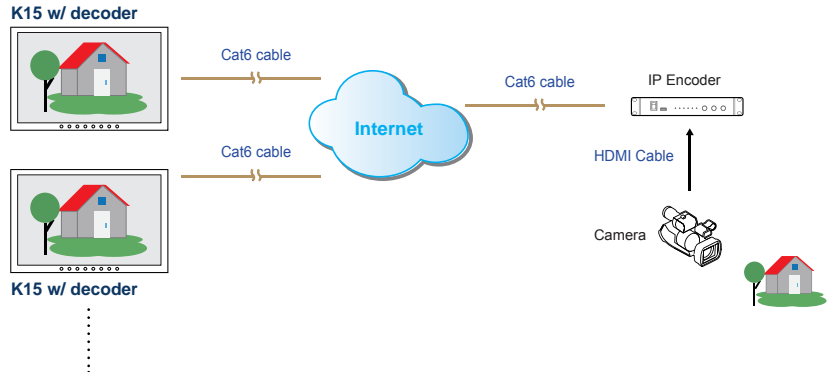 K15 w/ decoder
Cat6 cable
Cat6 cable
IP Encoder
Internet
Cat6 cable
HDMI Cable
Camera
K15 w/ decoder